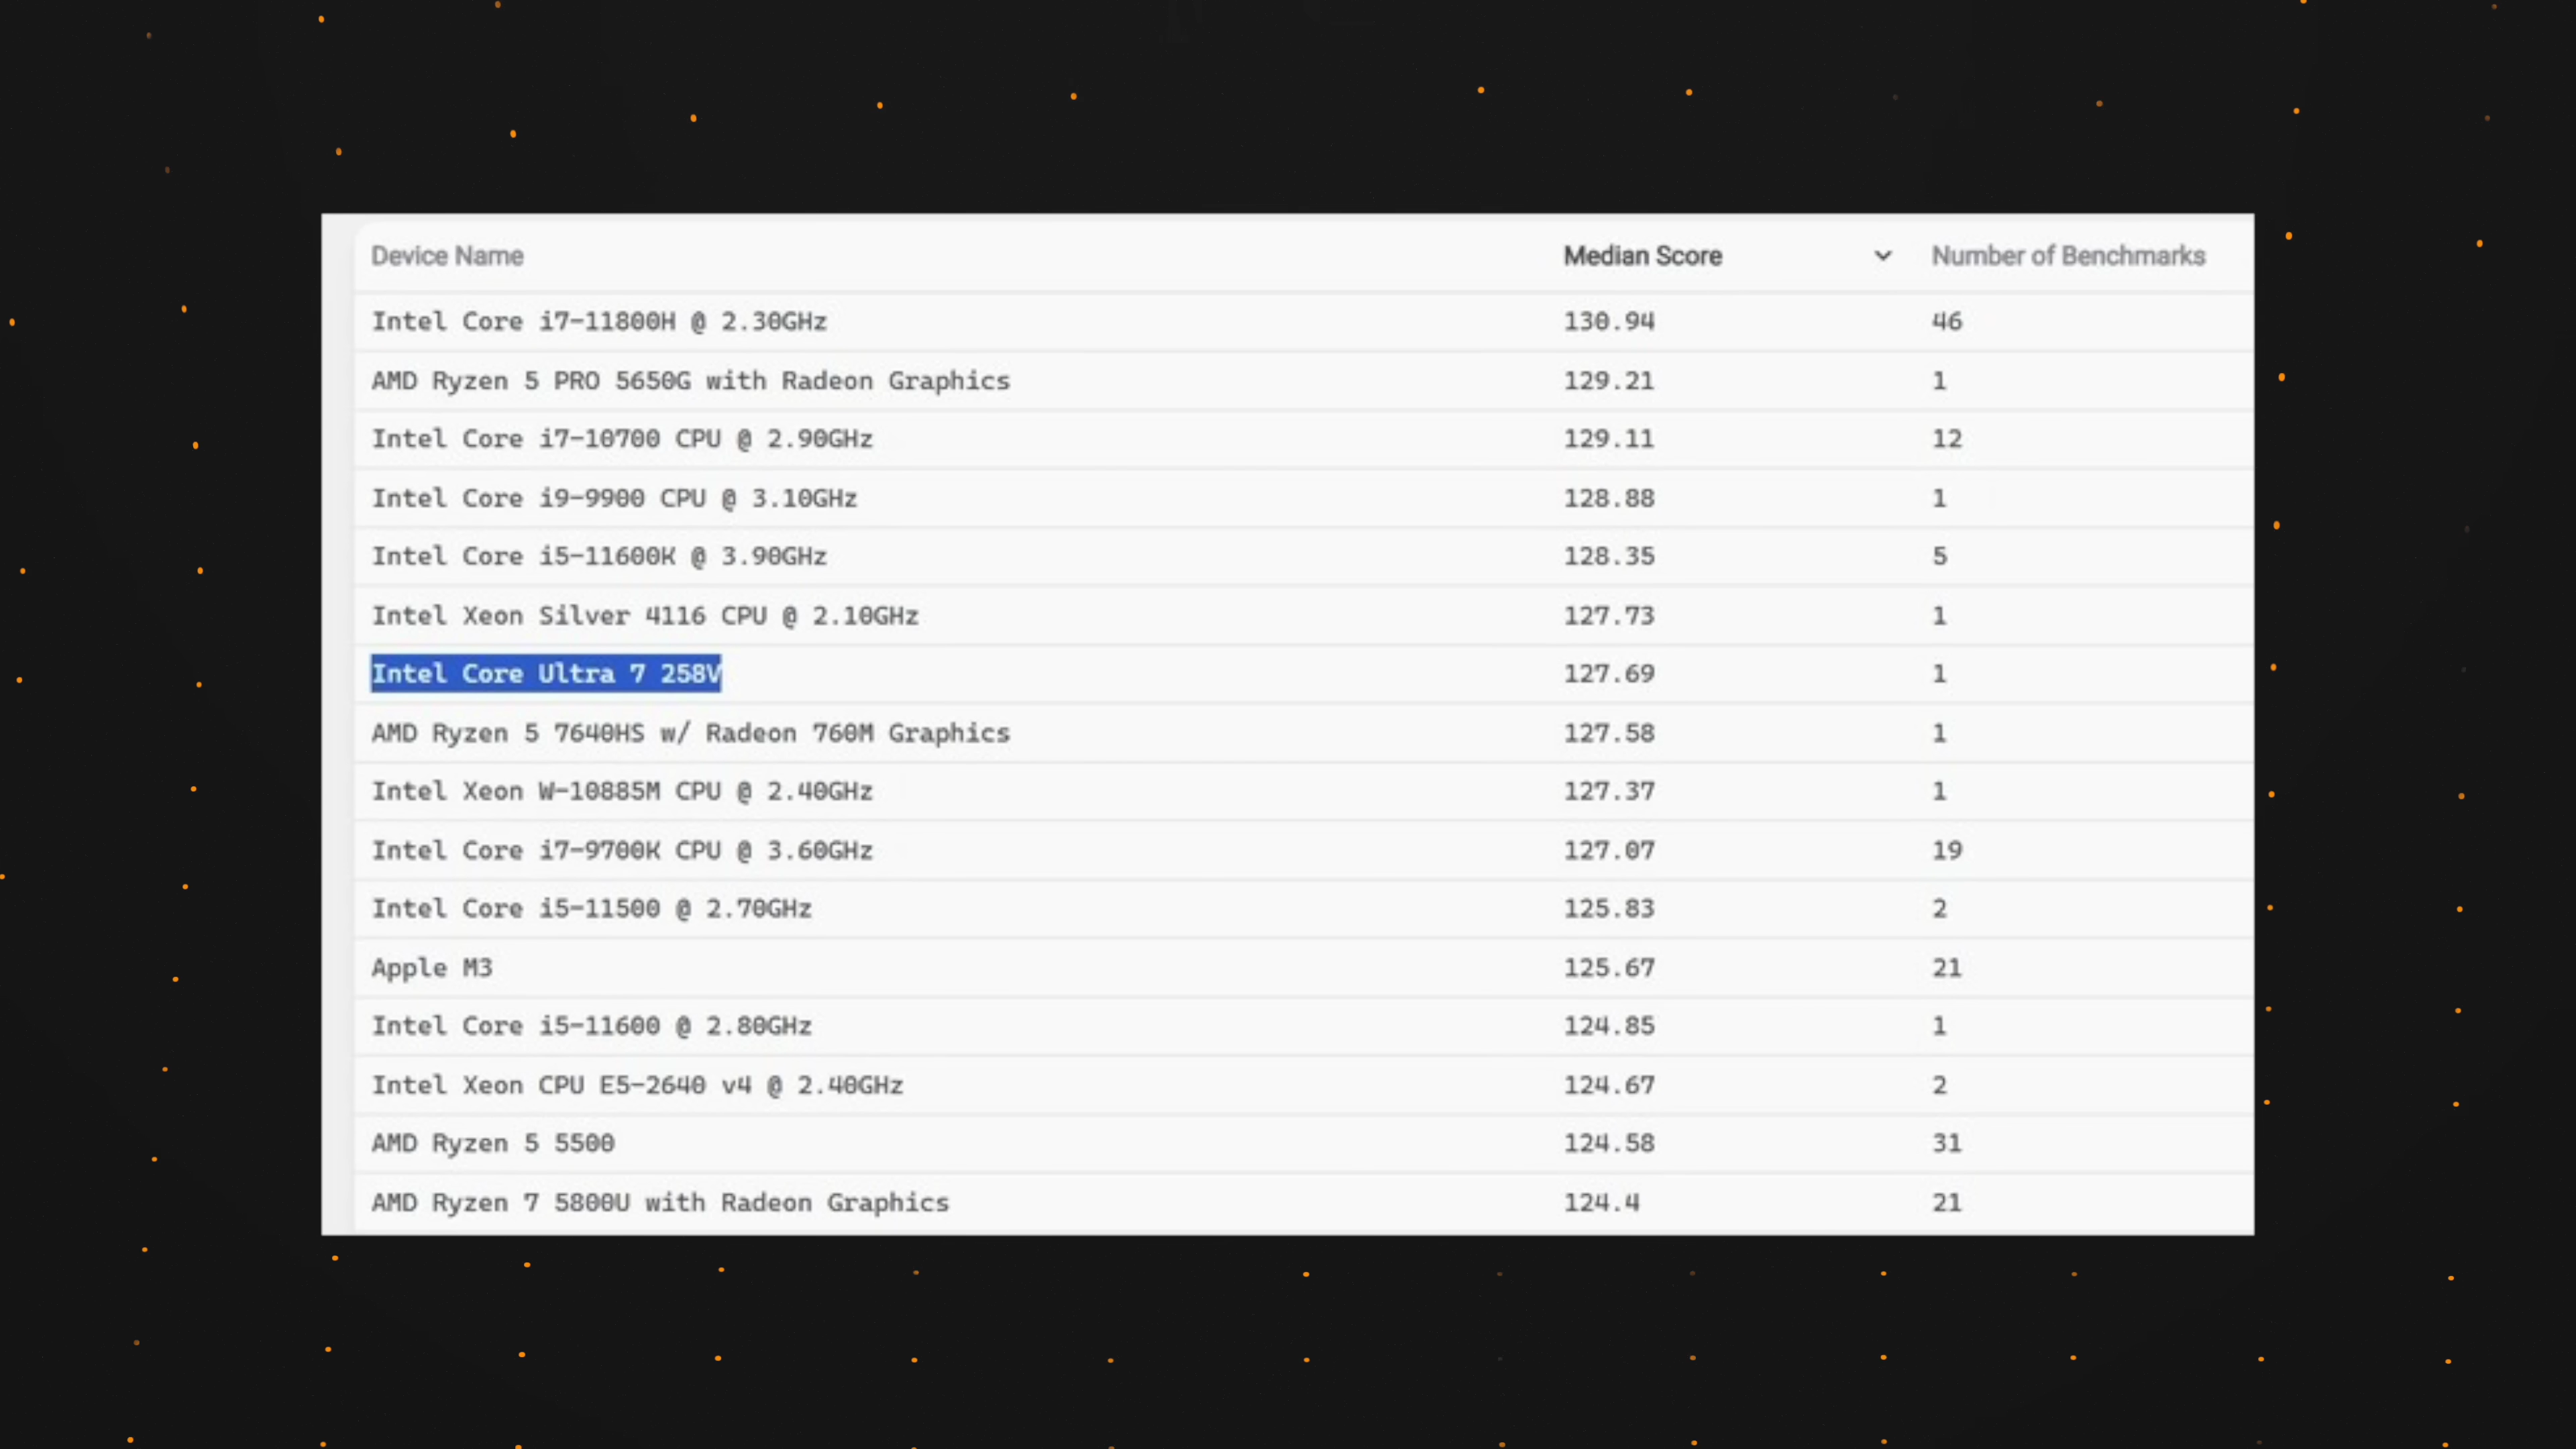 Device Name Median Score Number of Benchmarks
Intel Core i7-11800H @ 2.30GHz 130.94 46
AMD Ryzen 5 PRO 5650G with Radeon Graphics 129.21 1
Intel Core i7-10700 CPU @ 2.90GHz 129.11 12
Intel Core i9-9900 CPU @ 3.10GHz 128.88 1
Intel Core i5-11600K @ 3.90GHz 128.35 5
Intel Xeon Silver 4116 CPU @ 2.10GHz 127.73 1
Intel Core Ultra 7 258V 127.69 1
AMD Ryzen 5 7640HS w/ Radeon 760M Graphics 127.58 1
Intel Xeon W-10885M CPU @ 2.40GHz 127.37 1
Intel Core i7-9700K CPU @ 3.60GHz 127.07 19
Intel Core i5-11500 @ 2.70GHz 125.83 2
Apple M3 125.67 21
Intel Core i5-11600 @ 2.80GHz 124.85 1
Intel Xeon CPU E5-2640 v4 @ 2.40GHz 124.67 2
AMD Ryzen 5 5500 124.58 31
AMD Ryzen 7 5800U with Radeon Graphics 124.4 21